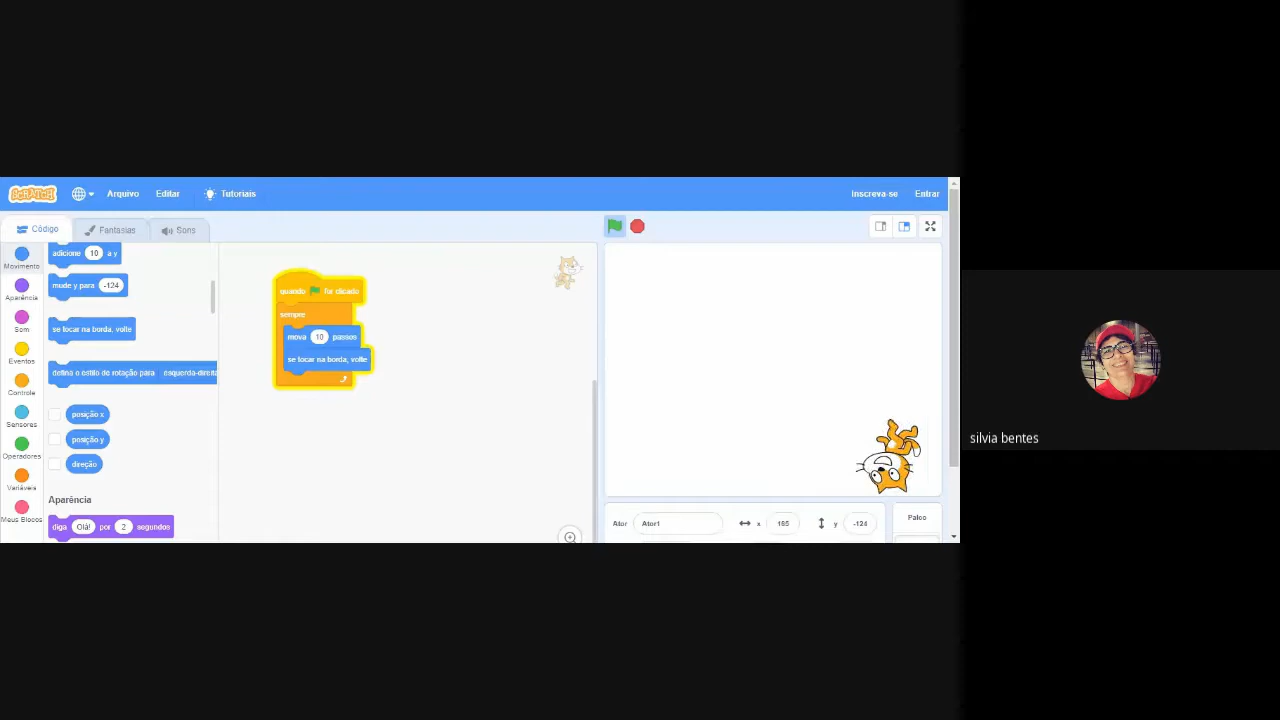 SCRATCH
Arquivo
Editar
Tutoriais
Inscreva-se
Entrar
Código
Fantasias
Sons
Movimento
Aparência
Som
Eventos
Controle
Sensores
Operadores
Variáveis
Meus Blocos
adicione 10 a y
mude y para -124
se tocar na borda, volte
defina o estilo de rotação para esquerda-direita
posição x
posição y
direção
Aparência
diga Olá! por 2 segundos
quando for clicado
sempre
mova 10 passos
se tocar na borda, volte
Ator Ator1 x 165 y -124
Palco
silvia bentes